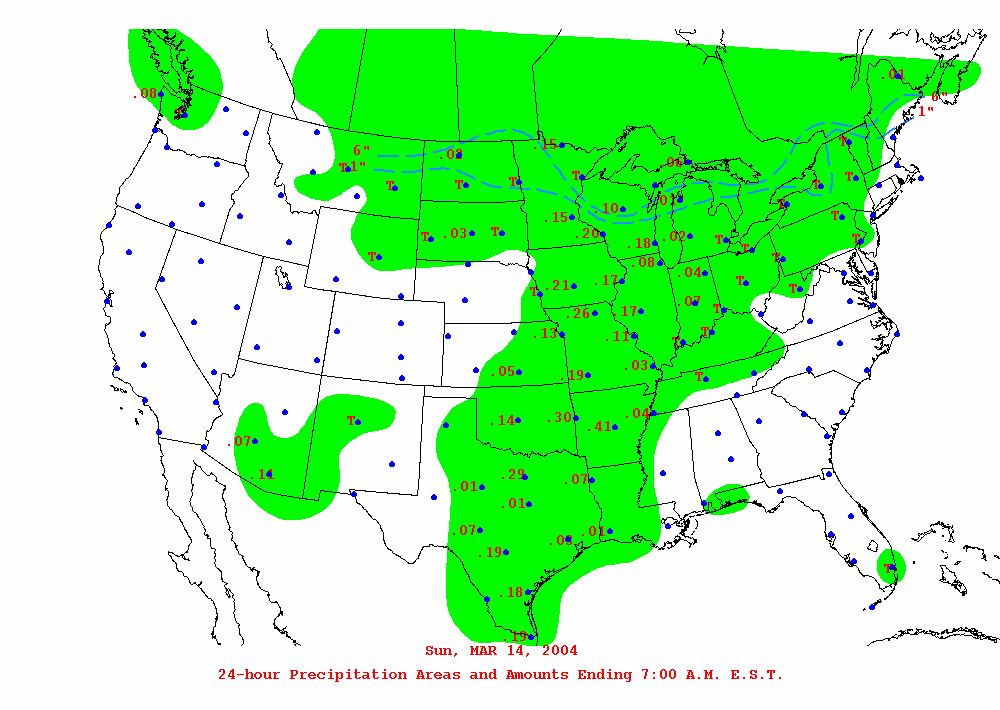 .01
.08
6"
1"
.15
6"
.02
T
1"
T
.06
T
T
T
T
T
T
T
.01
T
.10
.15
T
T
.03
T
.20
.18
.02
T
T
T
T
.08
.04
.21
.17
T
T
T
.07
T
.26
.17
.13
.11
T
T
.05
.19
.03
T
.14
.30
.41
.04
T
.07
.11
.29
.01
.07
.01
.07
.01
.19
T
.18
.19
Sun, MAR 14, 2004
24-hour Precipitation Areas and Amounts Ending 7:00 A.M. E.S.T.